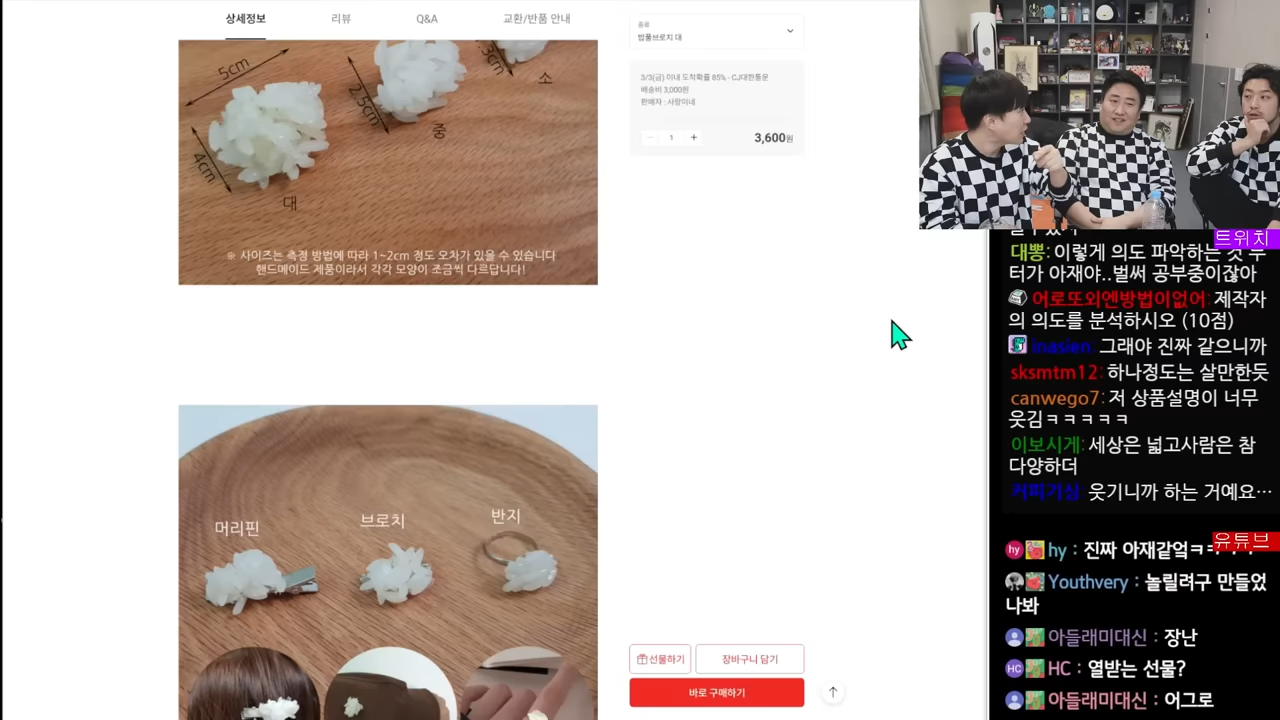 상세정보
리뷰
Q&A
교환/반품 안내
종류
밥풀브로치 대
3/3(금) 이내 도착확률 85% - CJ대한통운
배송비 3,000원
판매자 : 사랑이네
1
3,600원
5cm
4cm
대
2.5cm
중
소
※ 사이즈는 측정 방법에 따라 1~2cm 정도 오차가 있을 수 있습니다
핸드메이드 제품이라서 각각 모양이 조금씩 다르답니다!
머리핀
브로치
반지
선물하기
장바구니 담기
바로 구매하기
트위치
대뽕: 이렇게 의도 파악하는 것 부
터가 아재야..벌써 공부중이잖아
어로또외엔방법이없어: 제작자
의 의도를 분석하시오 (10점)
inasien: 그래야 진짜 같으니까
sksmtm12: 하나정도는 살만한듯
canwego7: 저 상품설명이 너무
웃김ㅋㅋㅋㅋㅋ
이보시게: 세상은 넓고사람은 참
다양하더
커피기싱 웃기니까 하는 거예요…
유튜브
hy hy : 진짜 아재같엌ㅋ
Youthvery : 놀릴려구 만들었
나봐
아들래미대신 : 장난
HC HC : 열받는 선물?
아들래미대신 : 어그로